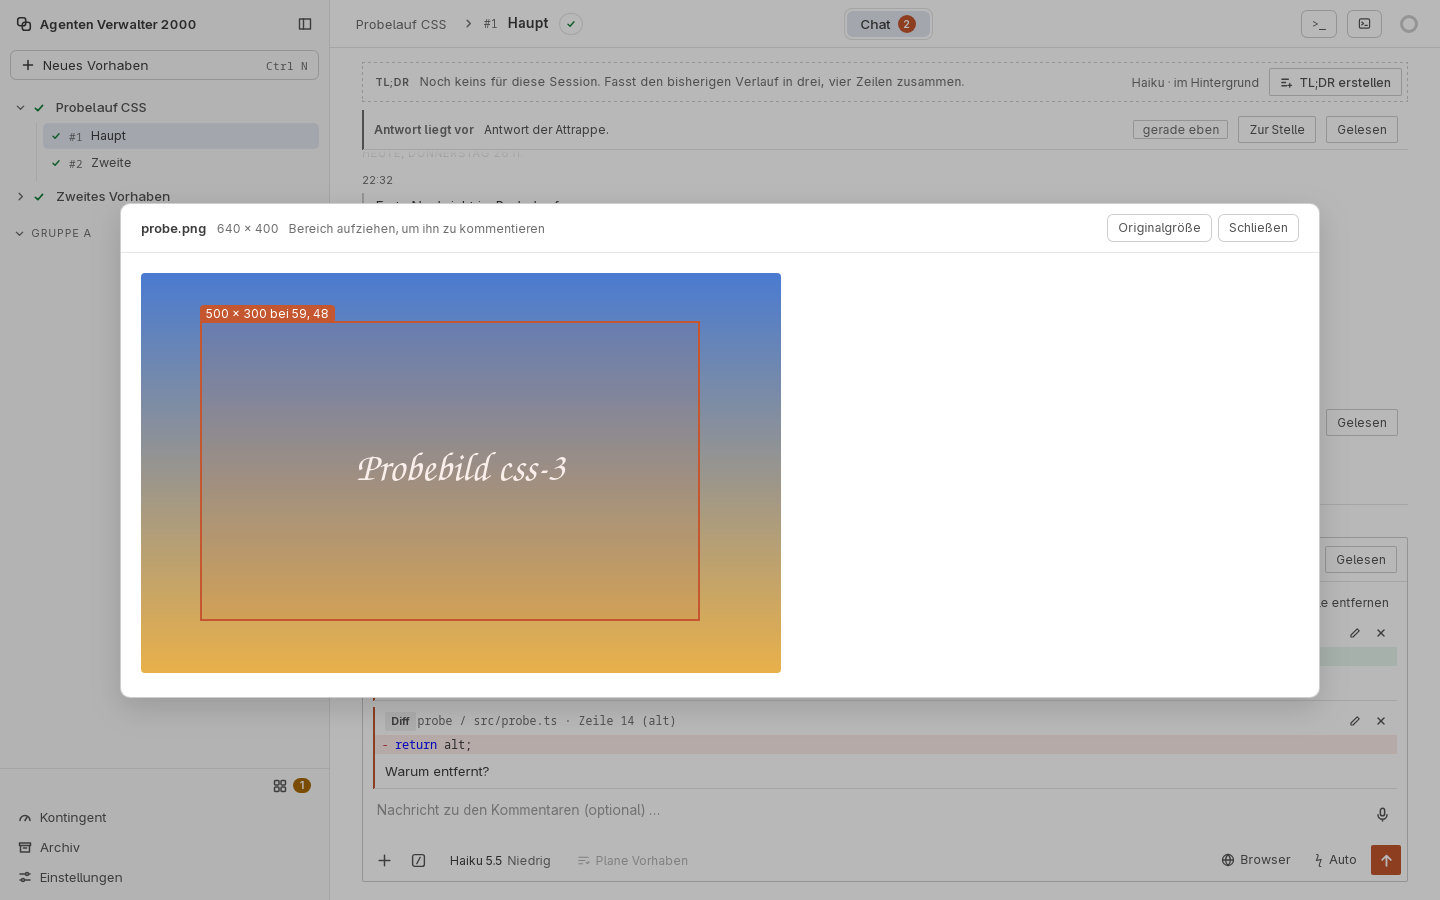 Agenten Verwalter 2000
Neues Vorhaben Ctrl N
Probelauf CSS
#1 Haupt
#2 Zweite
Zweites Vorhaben
GRUPPE A
1
Kontingent
Archiv
Einstellungen
Probelauf CSS #1 Haupt
Chat 2
>_
TL;DR Noch keins für diese Session. Fasst den bisherigen Verlauf in drei, vier Zeilen zusammen. Haiku · im Hintergrund TL;DR erstellen
Antwort liegt vor Antwort der Attrappe. gerade eben Zur Stelle Gelesen
22:32
probe.png 640 × 400 Bereich aufziehen, um ihn zu kommentieren Originalgröße Schließen
500 × 300 bei 59, 48
Probebild css-3
Gelesen
Gelesen
entfernen
Diff probe / src/probe.ts · Zeile 14 (alt)
- return alt;
Warum entfernt?
Nachricht zu den Kommentaren (optional) …
Haiku 5.5 Niedrig Plane Vorhaben Browser Auto